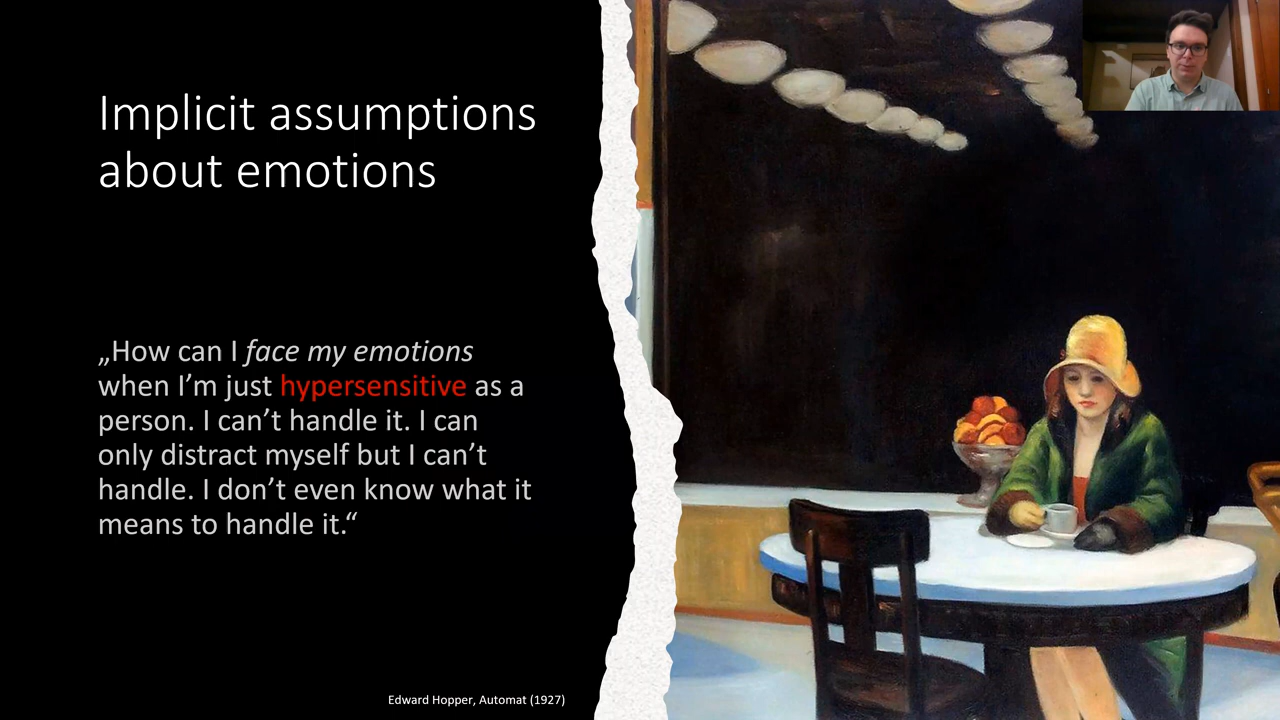 Implicit assumptions
about emotions
„How can I face my emotions
when I’m just hypersensitive as a
person. I can’t handle it. I can
only distract myself but I can’t
handle. I don’t even know what it
means to handle it.“
Edward Hopper, Automat (1927)